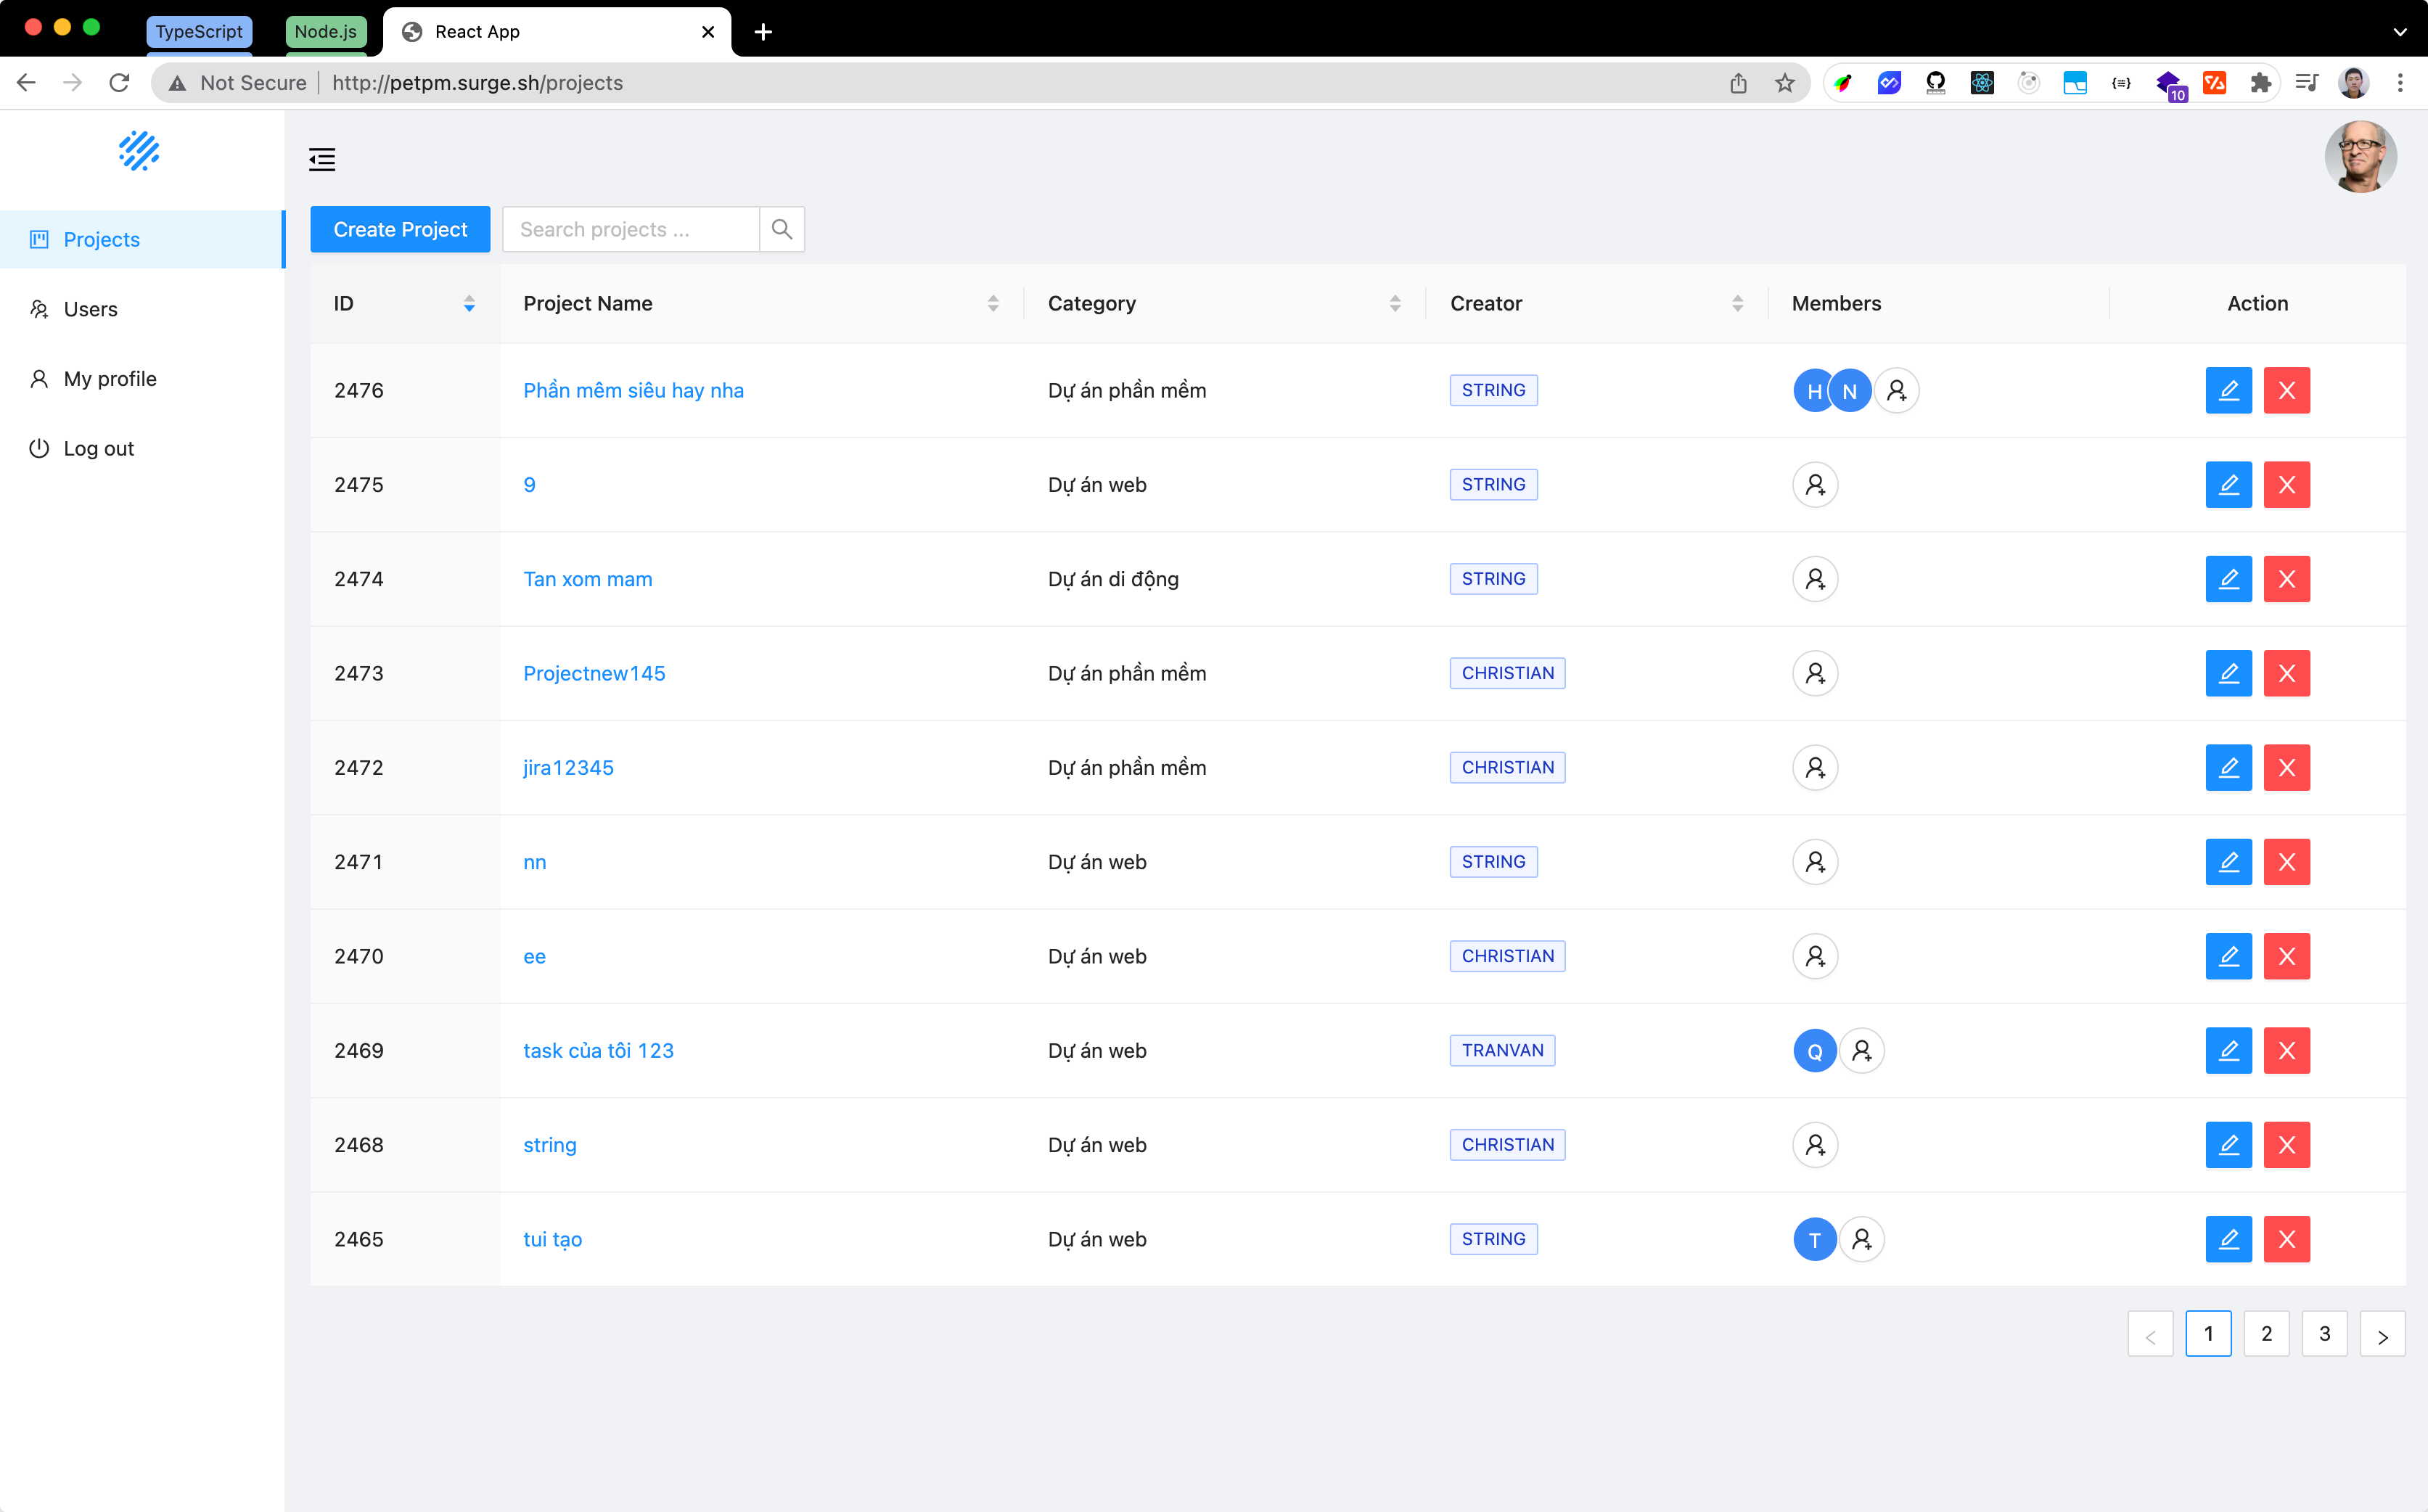 TypeScript Node.js React App
Not Secure http://petpm.surge.sh/projects
10
Projects
Users
My profile
Log out
Create Project Search projects ...
ID Project Name Category Creator Members Action
2476 Phần mêm siêu hay nha Dự án phần mềm STRING H N
2475 9 Dự án web STRING
2474 Tan xom mam Dự án di động STRING
2473 Projectnew145 Dự án phần mềm CHRISTIAN
2472 jira12345 Dự án phần mềm CHRISTIAN
2471 nn Dự án web STRING
2470 ee Dự án web CHRISTIAN
2469 task của tôi 123 Dự án web TRANVAN Q
2468 string Dự án web CHRISTIAN
2465 tui tạo Dự án web STRING T
1 2 3